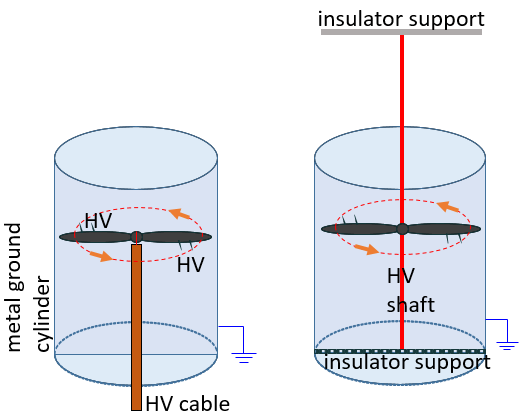 insulator support
HV
HV
metal ground
cylinder
HV cable
HV
shaft
insulator support